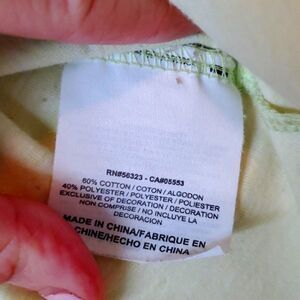 RN#56323 - CA#05553
60% COTTON / COTON / ALGODON
40% POLYESTER / POLYESTER / POLIESTER
EXCLUSIVE OF DECORATION / DECORATION
NON COMPRISE / NO INCLUYE LA
DECORACION
MADE IN CHINA/FABRIQUE EN
CHINE/HECHO EN CHINA